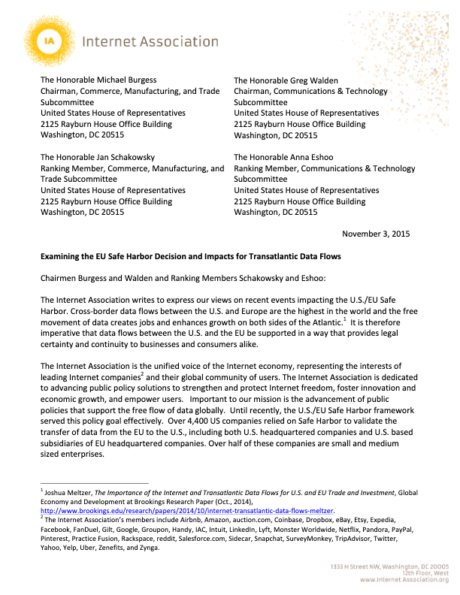 IA
Internet Association
The Honorable Michael Burgess
Chairman, Commerce, Manufacturing, and Trade
Subcommittee
United States House of Representatives
2125 Rayburn House Office Building
Washington, DC 20515
The Honorable Greg Walden
Chairman, Communications & Technology
Subcommittee
United States House of Representatives
2125 Rayburn House Office Building
Washington, DC 20515
The Honorable Jan Schakowsky
Ranking Member, Commerce, Manufacturing, and
Trade Subcommittee
United States House of Representatives
2125 Rayburn House Office Building
Washington, DC 20515
The Honorable Anna Eshoo
Ranking Member, Communications & Technology
Subcommittee
United States House of Representatives
2125 Rayburn House Office Building
Washington, DC 20515
November 3, 2015
Examining the EU Safe Harbor Decision and Impacts for Transatlantic Data Flows
Chairmen Burgess and Walden and Ranking Members Schakowsky and Eshoo:
The Internet Association writes to express our views on recent events impacting the U.S./EU Safe
Harbor. Cross-border data flows between the U.S. and Europe are the highest in the world and the free
movement of data creates jobs and enhances growth on both sides of the Atlantic.1 It is therefore
imperative that data flows between the U.S. and the EU be supported in a way that provides legal
certainty and continuity to businesses and consumers alike.
The Internet Association is the unified voice of the Internet economy, representing the interests of
leading Internet companies2 and their global community of users. The Internet Association is dedicated
to advancing public policy solutions to strengthen and protect Internet freedom, foster innovation and
economic growth, and empower users. Important to our mission is the advancement of public
policies that support the free flow of data globally. Until recently, the U.S./EU Safe Harbor framework
served this policy goal effectively. Over 4,400 US companies relied on Safe Harbor to validate the
transfer of data from the EU to the U.S., including both U.S. headquartered companies and U.S. based
subsidiaries of EU headquartered companies. Over half of these companies are small and medium
sized enterprises.
1 Joshua Meltzer, The Importance of the Internet and Transatlantic Data Flows for U.S. and EU Trade and Investment, Global
Economy and Development at Brookings Research Paper (Oct., 2014),
http://www.brookings.edu/research/papers/2014/10/internet-transatlantic-data-flows-meltzer.
2 The Internet Association's members include Airbnb, Amazon, auction.com, Coinbase, Dropbox, eBay, Etsy, Expedia,
Facebook, FanDuel, Gilt, Google, Groupon, Handy, IAC, Intuit, LinkedIn, Lyft, Monster Worldwide, Netflix, Pandora, PayPal,
Pinterest, Practice Fusion, Rackspace, reddit, Salesforce.com, Sidecar, Snapchat, SurveyMonkey, TripAdvisor, Twitter,
Yahoo, Yelp, Uber, Zenefits, and Zynga.
1333 H Street NW, Washington, DC 20005
12th Floor, West
www.internetassociation.org